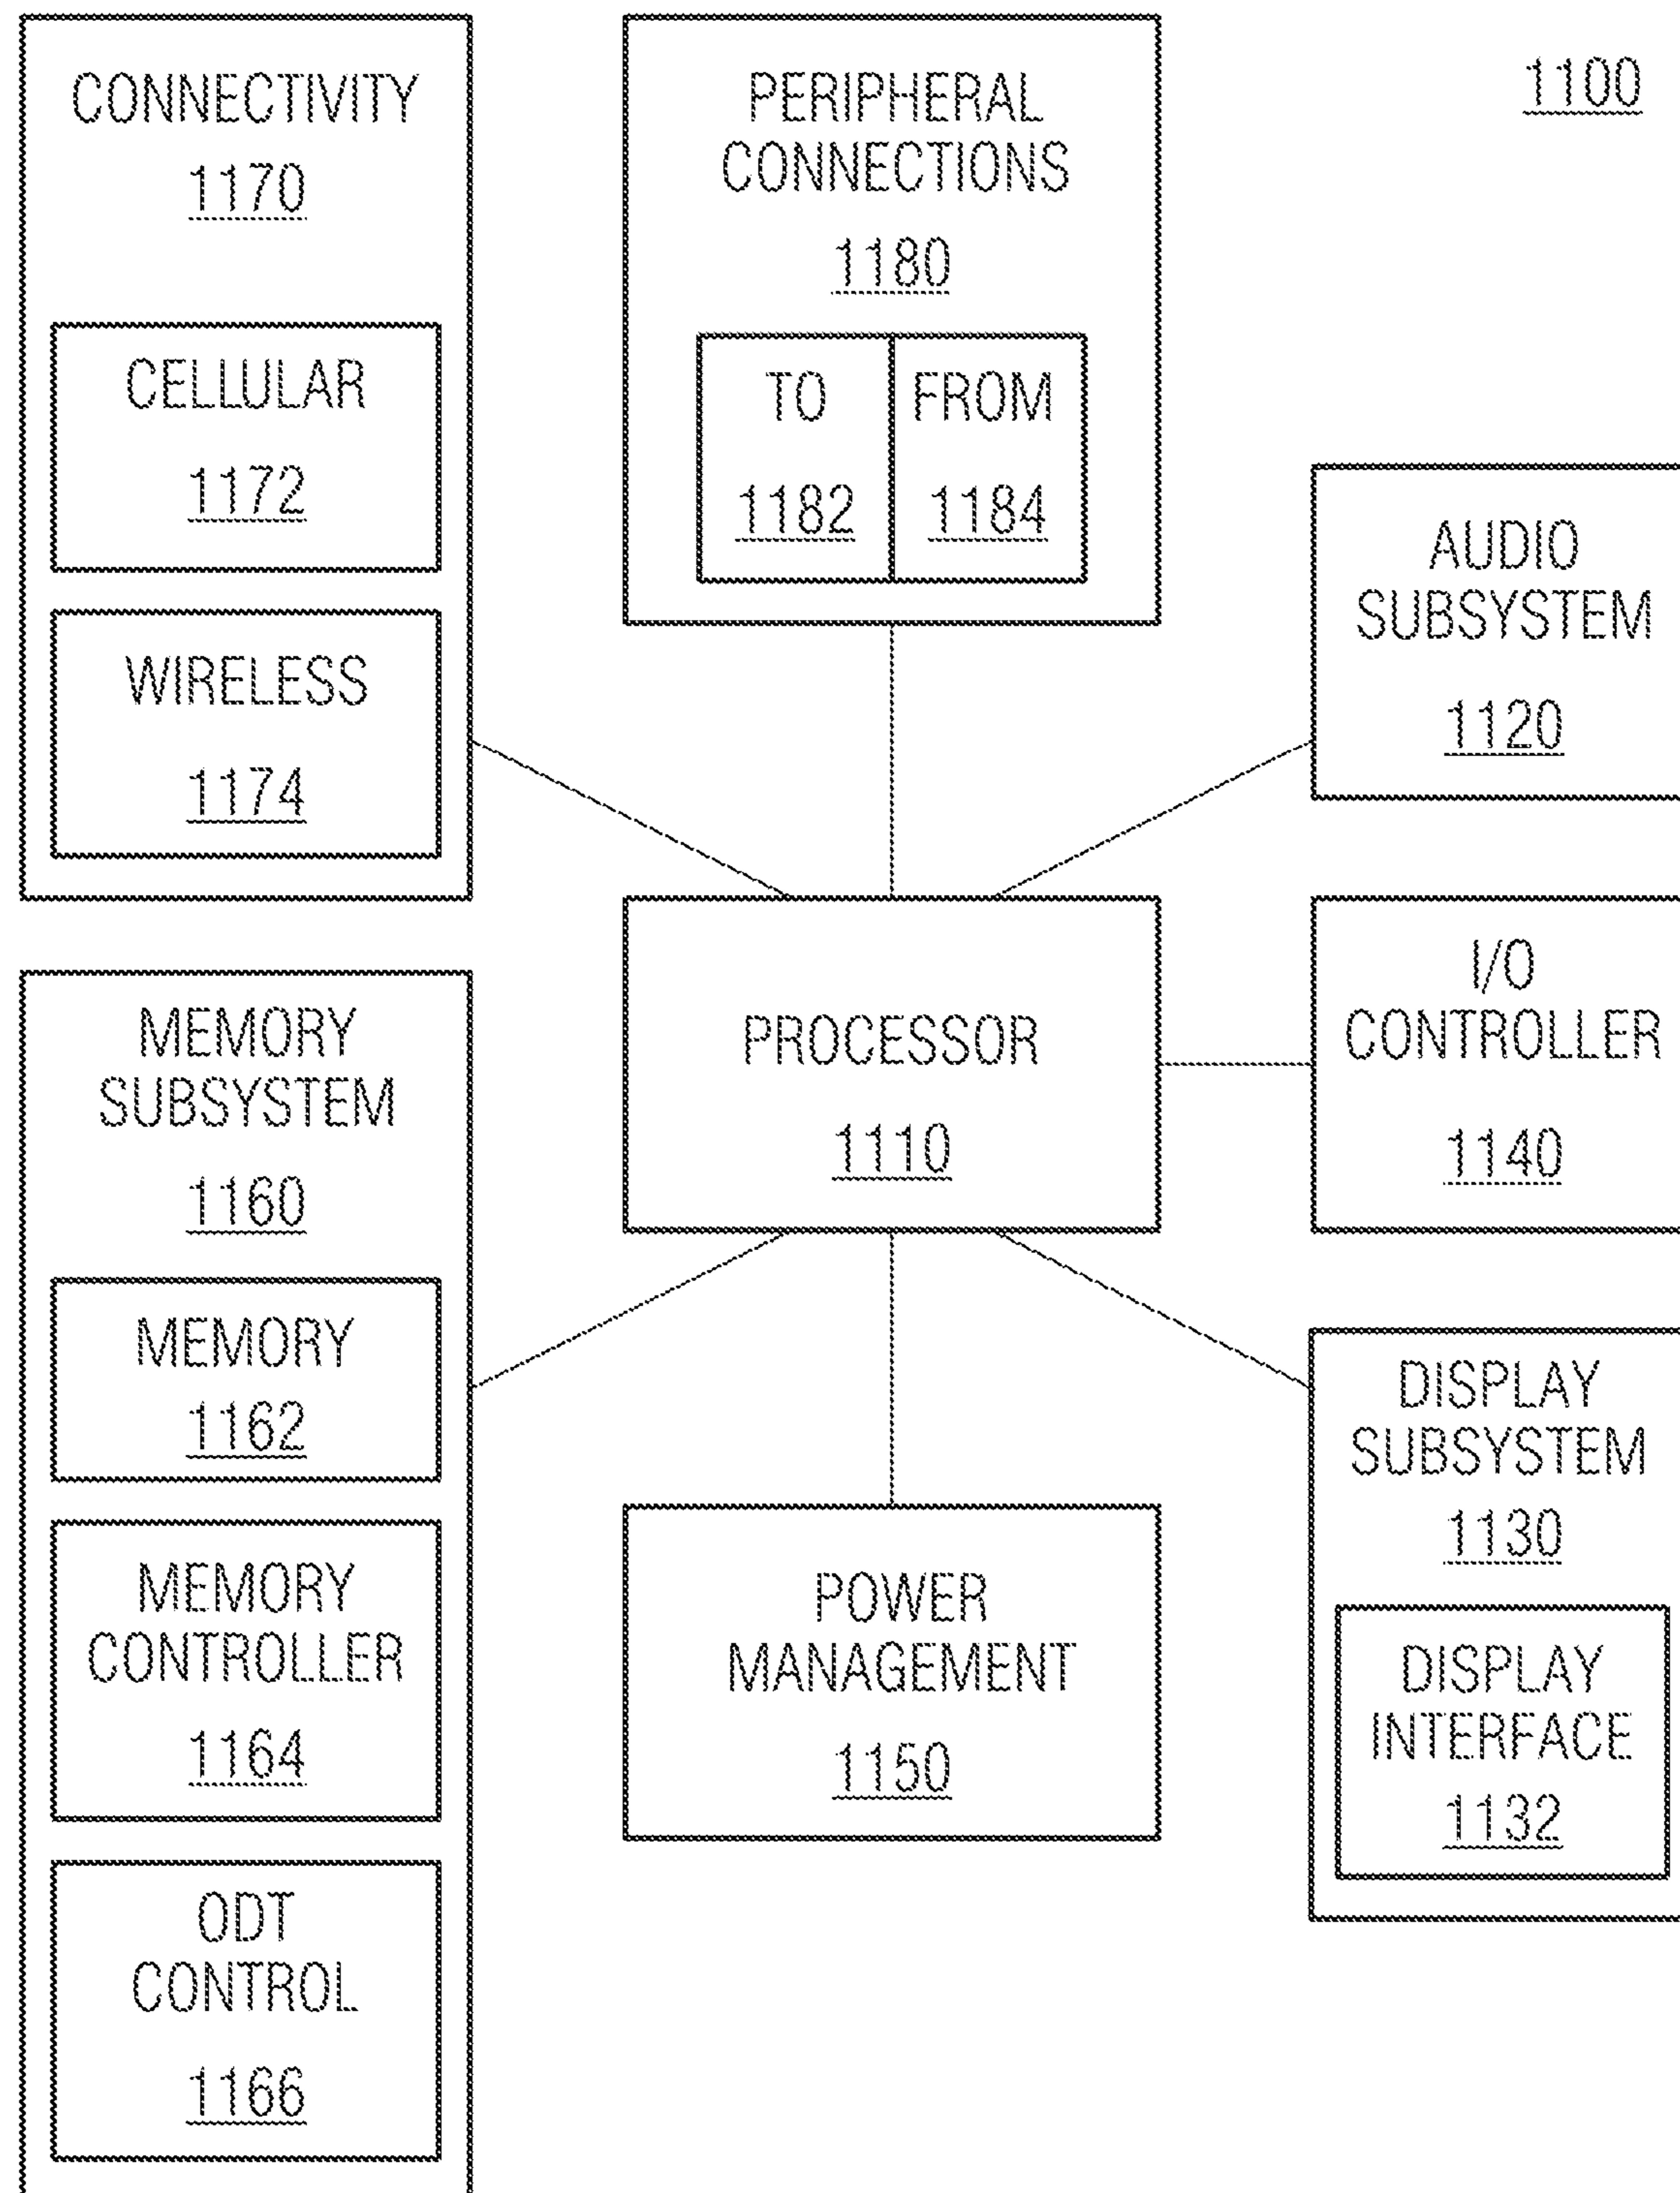 CONNECTIVITY
1170
CELLULAR
1172
WIRELESS
1174
PERIPHERAL
CONNECTIONS
1180
TO
1182
FROM
1184
1100
AUDIO
SUBSYSTEM
1120
PROCESSOR
1110
I/O
CONTROLLER
1140
MEMORY
SUBSYSTEM
1160
MEMORY
1162
MEMORY
CONTROLLER
1164
ODT
CONTROL
1166
POWER
MANAGEMENT
1150
DISPLAY
SUBSYSTEM
1130
DISPLAY
INTERFACE
1132